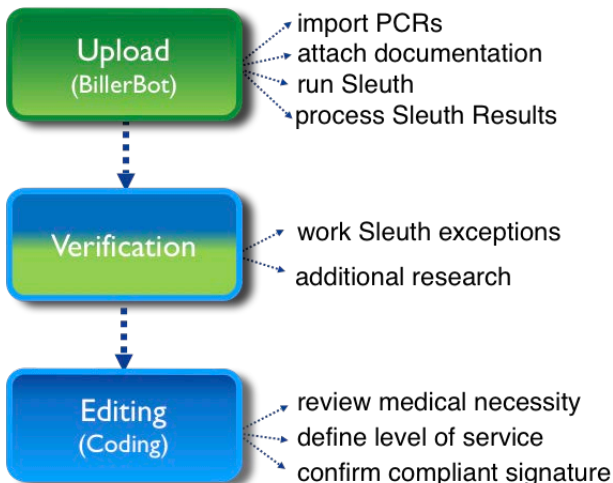 Upload
(BillerBot)
import PCRs
attach documentation
run Sleuth
process Sleuth Results
Verification
work Sleuth exceptions
additional research
Editing
(Coding)
review medical necessity
define level of service
confirm compliant signature